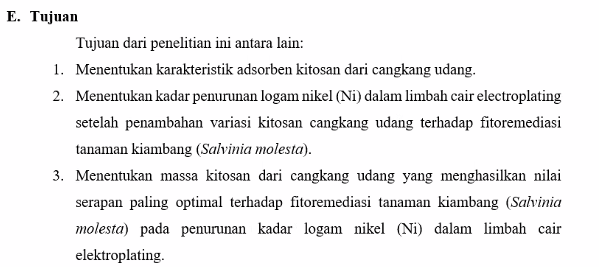 E. Tujuan
Tujuan dari penelitian ini antara lain:
1. Menentukan karakteristik adsorben kitosan dari cangkang udang.
2. Menentukan kadar penurunan logam nikel (Ni) dalam limbah cair electroplating
setelah penambahan variasi kitosan cangkang udang terhadap fitoremediasi
tanaman kiambang (Salvinia molesta).
3. Menentukan massa kitosan dari cangkang udang yang menghasilkan nilai
serapan paling optimal terhadap fitoremediasi tanaman kiambang (Salvinia
molesta) pada penurunan kadar logam nikel (Ni) dalam limbah cair
elektroplating.